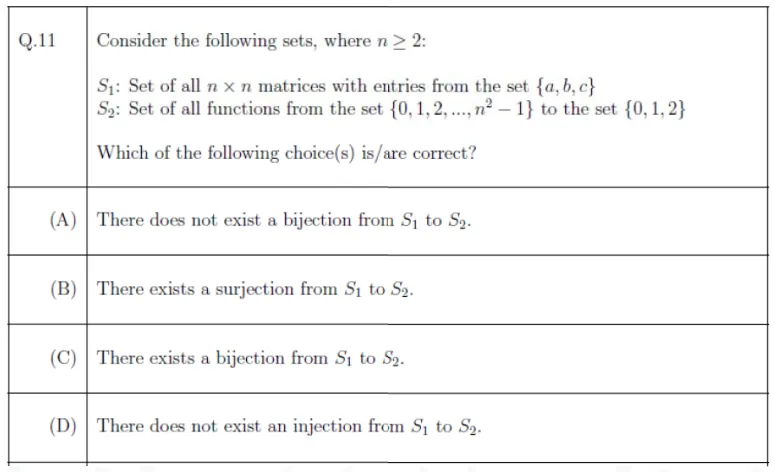 Q.11 Consider the following sets, where n ≥ 2:
S₁: Set of all n × n matrices with entries from the set {a, b, c}
S₂: Set of all functions from the set {0, 1, 2, ..., n² − 1} to the set {0, 1, 2}
Which of the following choice(s) is/are correct?
(A) There does not exist a bijection from S₁ to S₂.
(B) There exists a surjection from S₁ to S₂.
(C) There exists a bijection from S₁ to S₂.
(D) There does not exist an injection from S₁ to S₂.